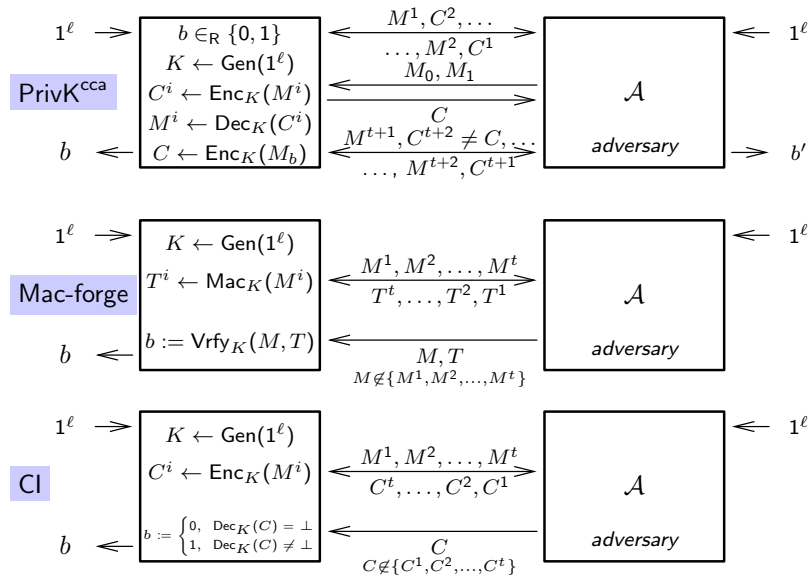 1^ℓ
b ∈_R {0, 1}
M^1, C^2, …
1^ℓ
…, M^2, C^1
K ← Gen(1^ℓ)
M_0, M_1
PrivK^cca
C^i ← Enc_K(M^i)
𝒜
C
M^i ← Dec_K(C^i)
M^{t+1}, C^{t+2} ≠ C, …
b
C ← Enc_K(M_b)
adversary
b′
…, M^{t+2}, C^{t+1}
1^ℓ
K ← Gen(1^ℓ)
1^ℓ
M^1, M^2, …, M^t
Mac-forge
T^i ← Mac_K(M^i)
𝒜
T^t, …, T^2, T^1
b
b := Vrfy_K(M, T)
M, T
adversary
M∉{M^1,M^2,…,M^t}
1^ℓ
K ← Gen(1^ℓ)
1^ℓ
M^1, M^2, …, M^t
CI
C^i ← Enc_K(M^i)
𝒜
C^t, …, C^2, C^1
b := {0, Dec_K(C) = ⊥
1, Dec_K(C) ≠ ⊥
b
C
adversary
C∉{C^1,C^2,…,C^t}